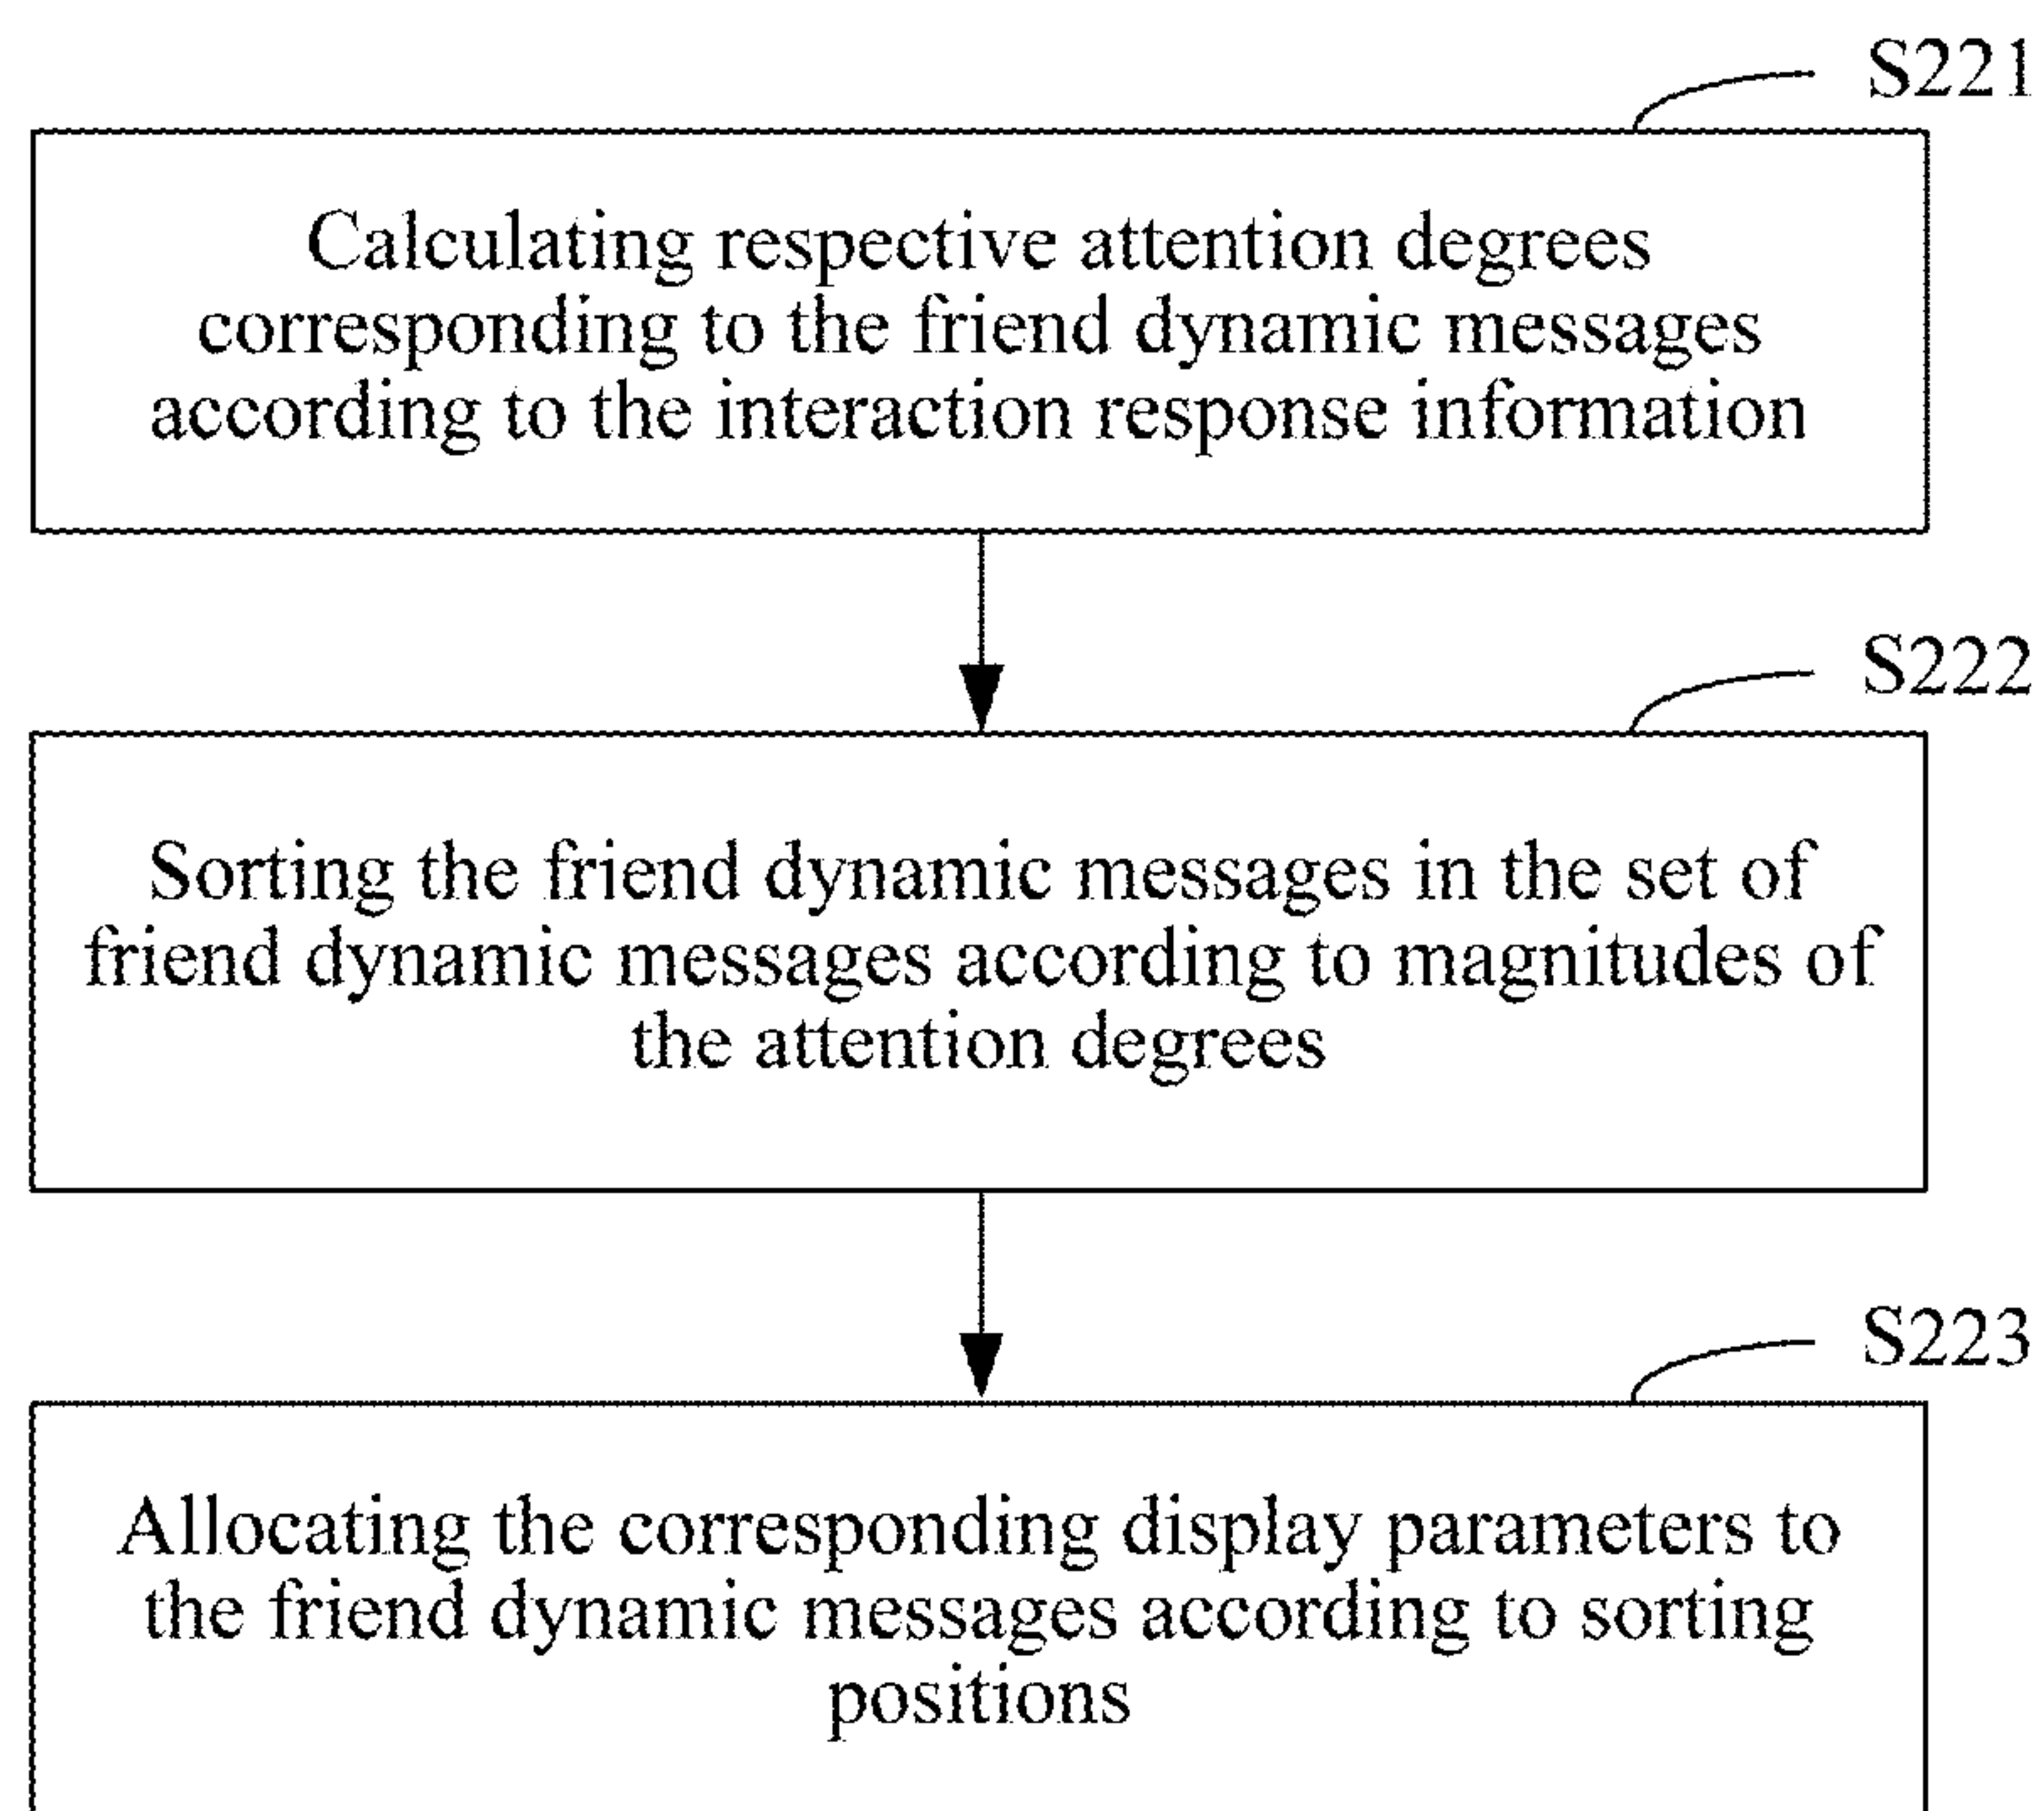 S221
Calculating respective attention degrees
corresponding to the friend dynamic messages
according to the interaction response information
S222
Sorting the friend dynamic messages in the set of
friend dynamic messages according to magnitudes of
the attention degrees
S223
Allocating the corresponding display parameters to
the friend dynamic messages according to sorting
positions